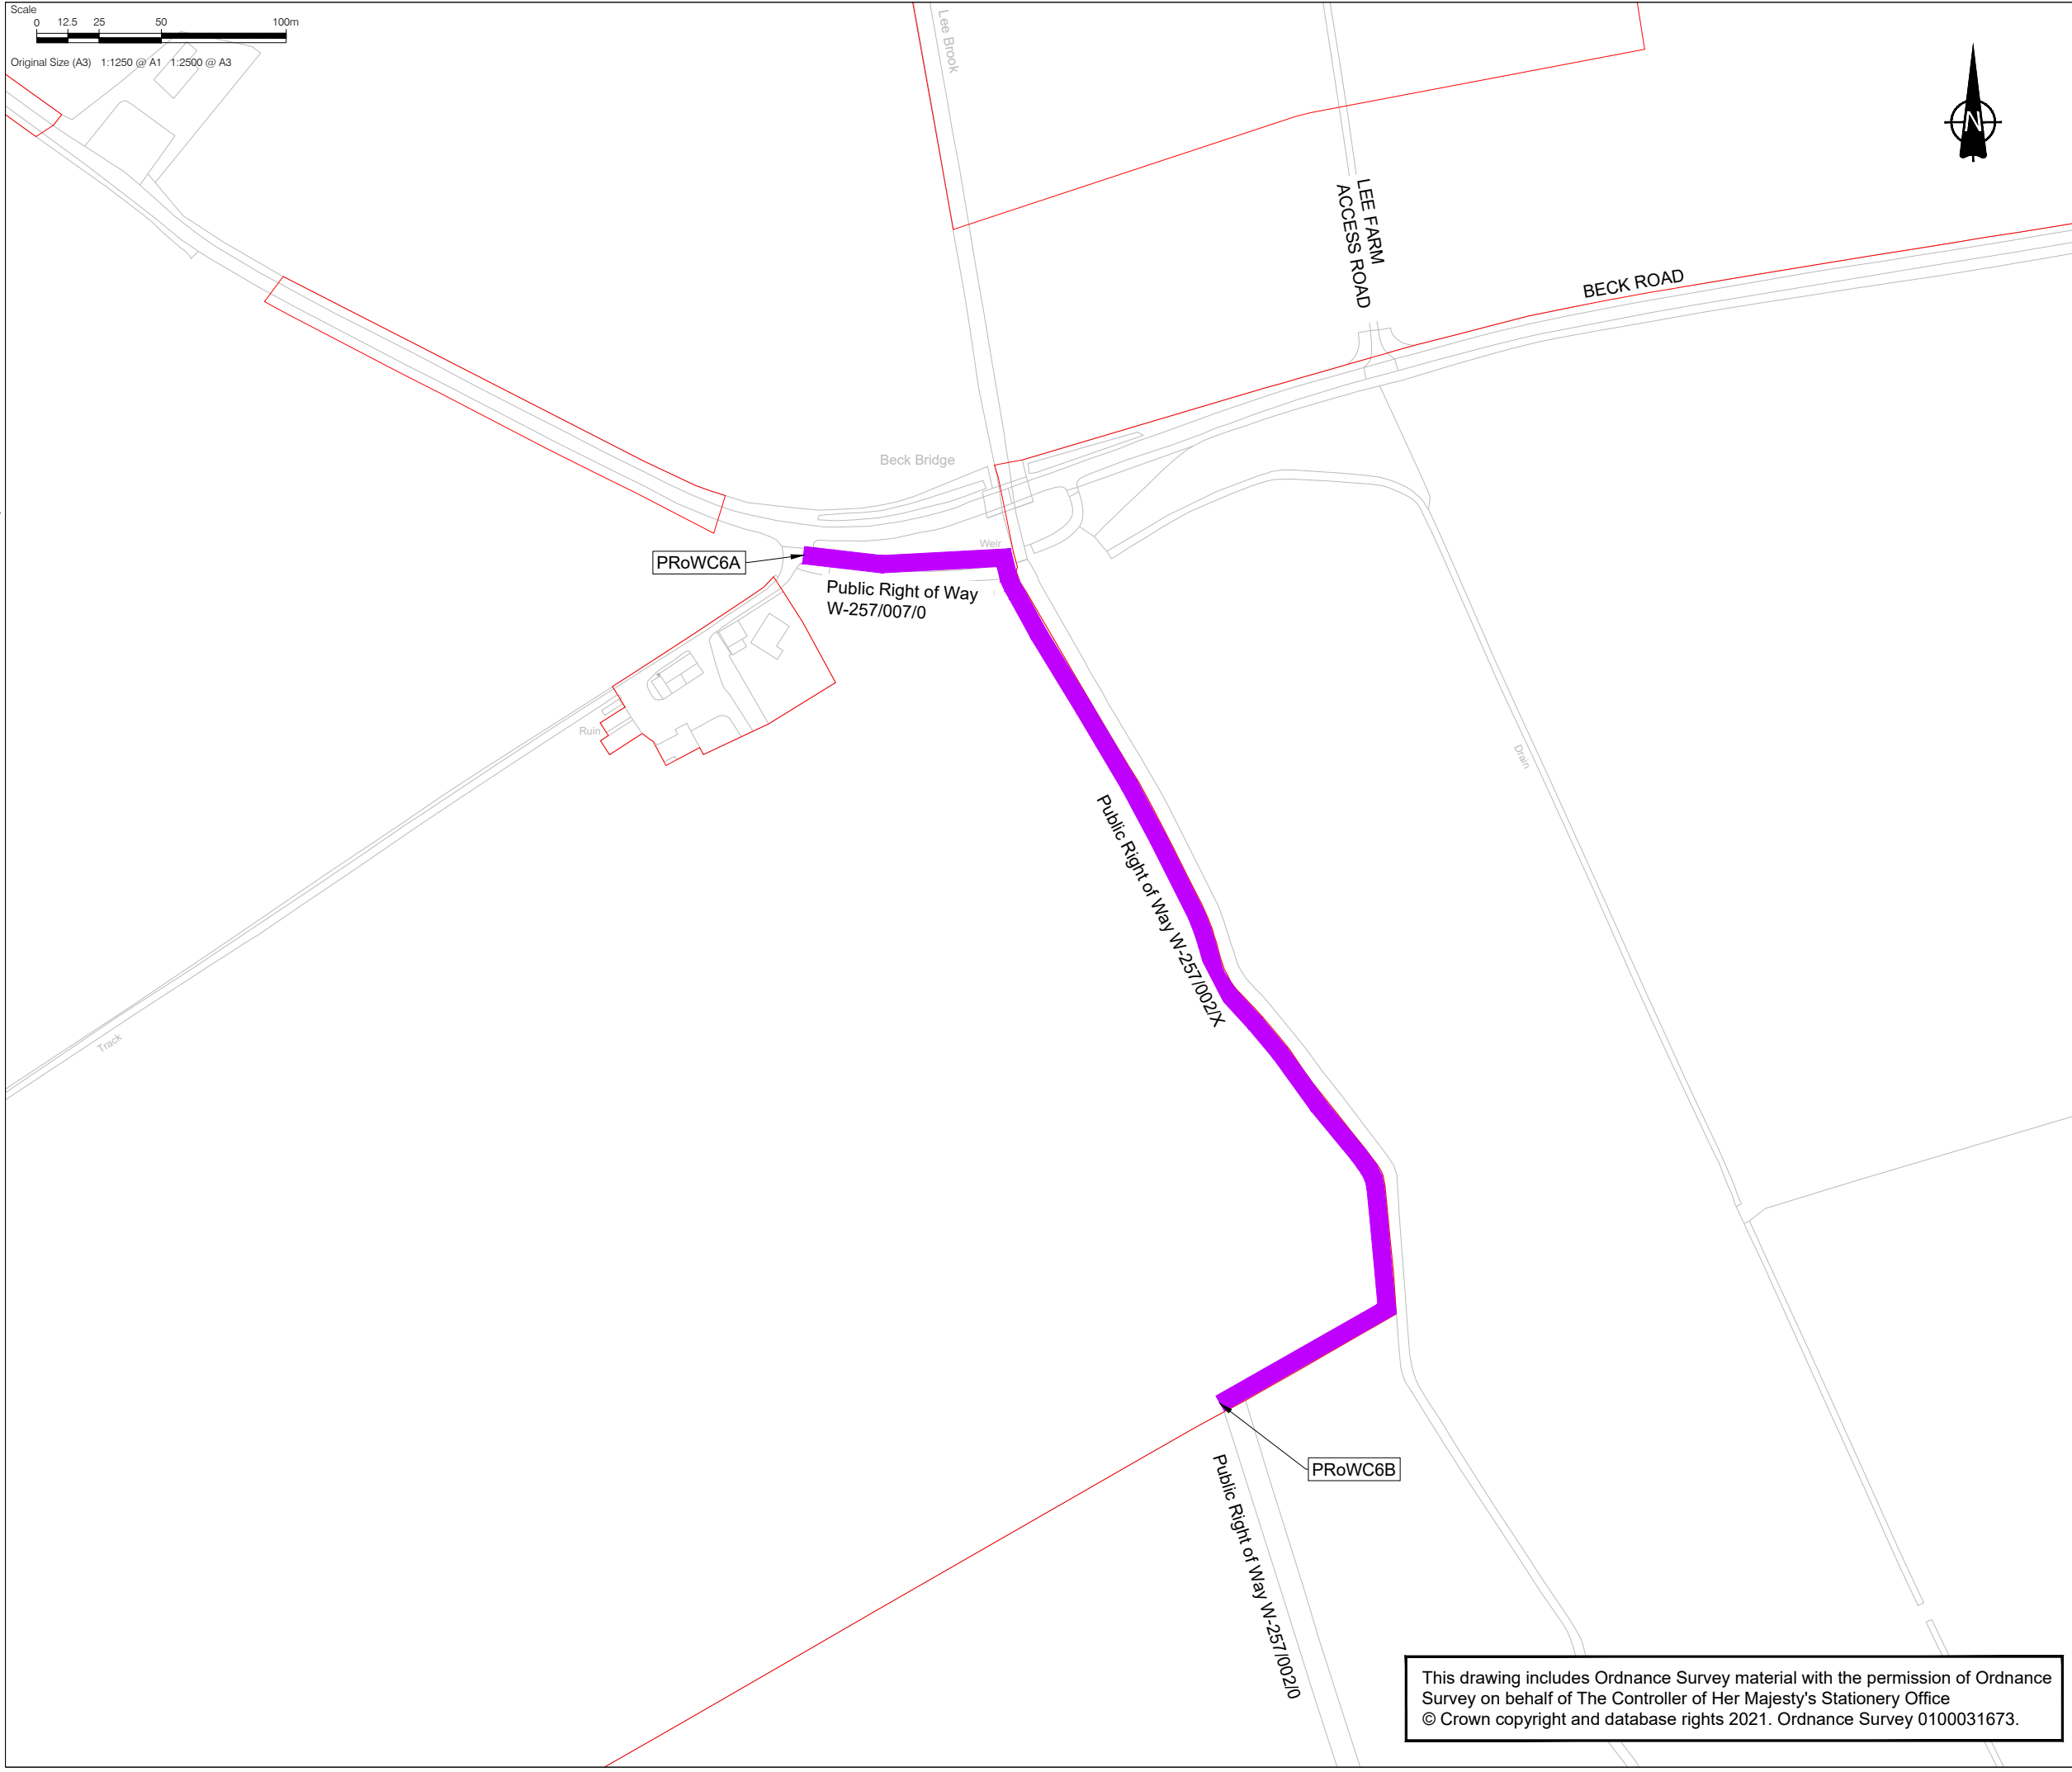 Scale
0 12.5 25 50 100m
Original Size (A3) 1:1250 @ A1 1:2500 @ A3
Lee Brook
N
LEE FARM
ACCESS ROAD
BECK ROAD
Beck Bridge
Weir
PRoWC6A
Public Right of Way
W-257/007/0
Ruin
Drain
Public Right of Way W-257/002/X
Track
PRoWC6B
Public Right of Way W-257/002/0
This drawing includes Ordnance Survey material with the permission of Ordnance
Survey on behalf of The Controller of Her Majesty's Stationery Office
© Crown copyright and database rights 2021. Ordnance Survey 0100031673.